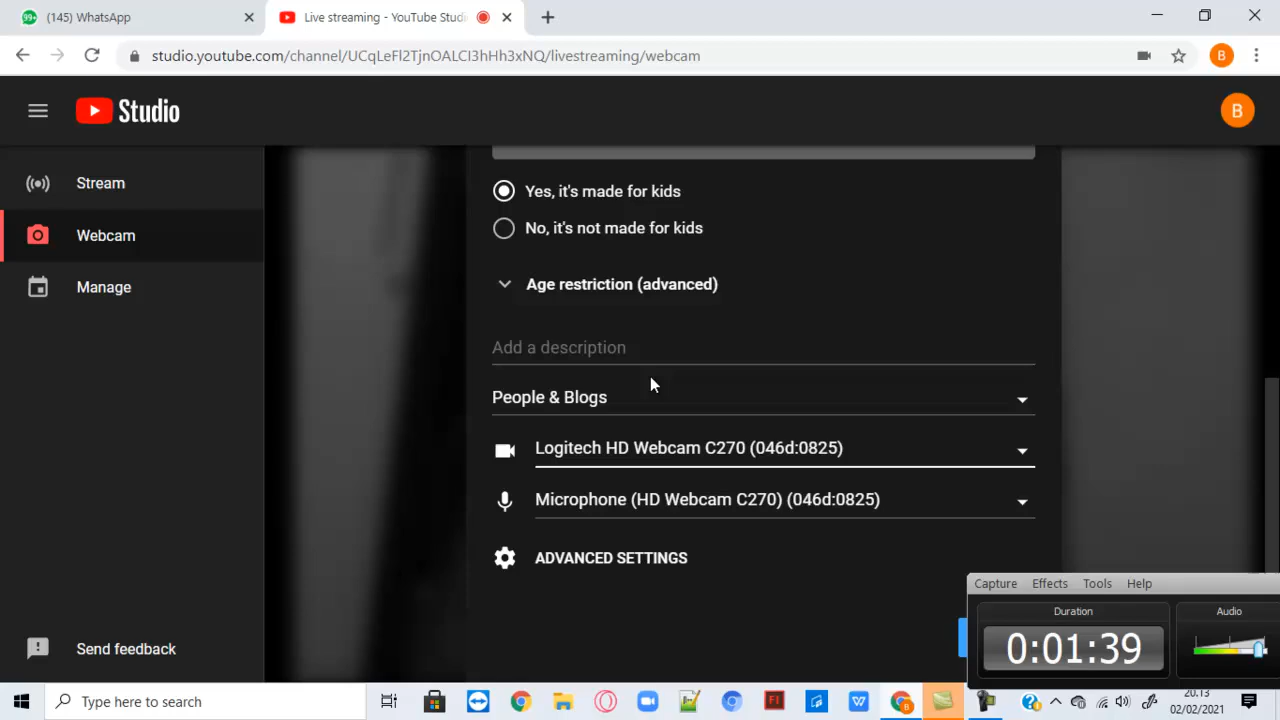 99+
(145) WhatsApp
Live streaming - YouTube Studi
studio.youtube.com/channel/UCqLeFl2TjnOALCI3hHh3xNQ/livestreaming/webcam
B
Studio
B
Stream
Webcam
Manage
Send feedback
Yes, it's made for kids
No, it's not made for kids
Age restriction (advanced)
Add a description
People & Blogs
Logitech HD Webcam C270 (046d:0825)
Microphone (HD Webcam C270) (046d:0825)
ADVANCED SETTINGS
Capture Effects Tools Help
Duration
Audio
0:01:39
Type here to search
20.13
02/02/2021